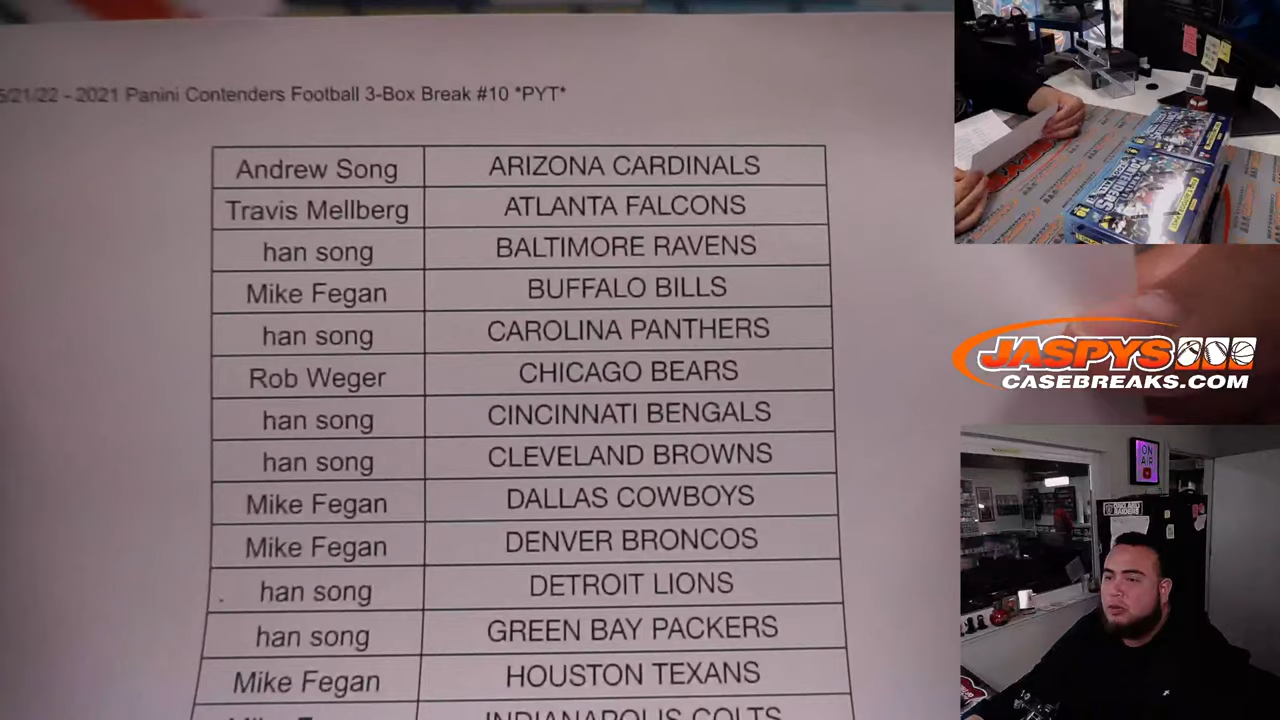 5/21/22 - 2021 Panini Contenders Football 3-Box Break #10 *PYT*
Andrew Song ARIZONA CARDINALS
Travis Mellberg ATLANTA FALCONS
han song BALTIMORE RAVENS
Mike Fegan BUFFALO BILLS
han song CAROLINA PANTHERS
Rob Weger CHICAGO BEARS
han song CINCINNATI BENGALS
han song CLEVELAND BROWNS
Mike Fegan DALLAS COWBOYS
Mike Fegan DENVER BRONCOS
han song DETROIT LIONS
han song GREEN BAY PACKERS
Mike Fegan HOUSTON TEXANS
INDIANAPOLIS COLTS
JASPYS
CASEBREAKS.COM
ON
AIR